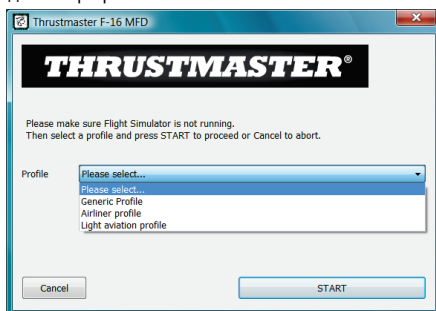 Thrustmaster F-16 MFD
THRUSTMASTER®
Please make sure Flight Simulator is not running.
Then select a profile and press START to proceed or Cancel to abort.
Profile
Please select...
Please select...
Generic Profile
Airliner profile
Light aviation profile
Cancel
START